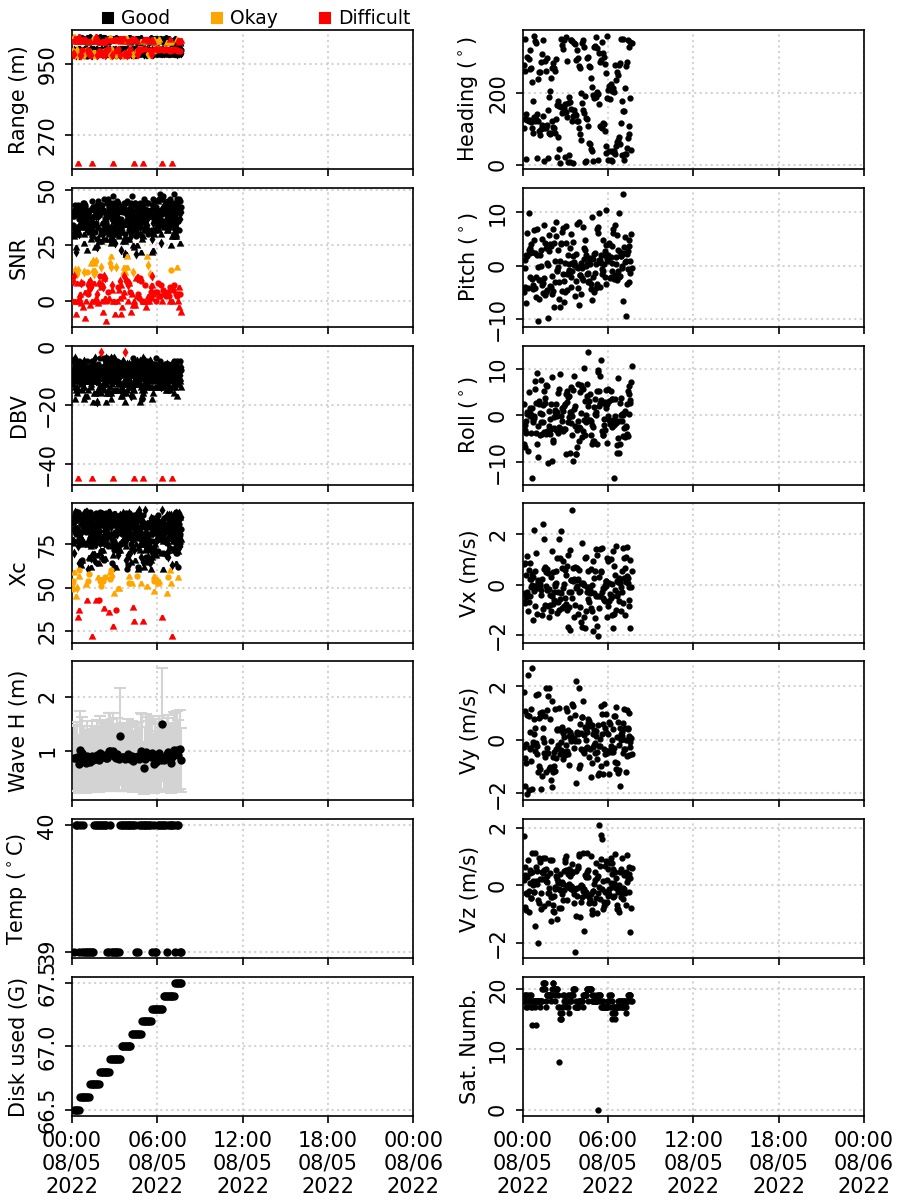 Good Okay Difficult
Range (m)
950
270
Heading (°)
200
0
SNR
50
25
0
Pitch (°)
10
0
−10
DBV
0
−20
−40
Roll (°)
10
0
−10
Xc
75
50
25
Vx (m/s)
2
0
−2
Wave H (m)
2
1
Vy (m/s)
2
0
−2
Temp (°C)
40
39
Vz (m/s)
2
0
−2
Disk used (G)
67.5
67.0
66.5
Sat. Numb.
20
10
0
00:00 06:00 12:00 18:00 00:00
08/05 08/05 08/05 08/05 08/06
2022 2022 2022 2022 2022
00:00 06:00 12:00 18:00 00:00
08/05 08/05 08/05 08/05 08/06
2022 2022 2022 2022 2022